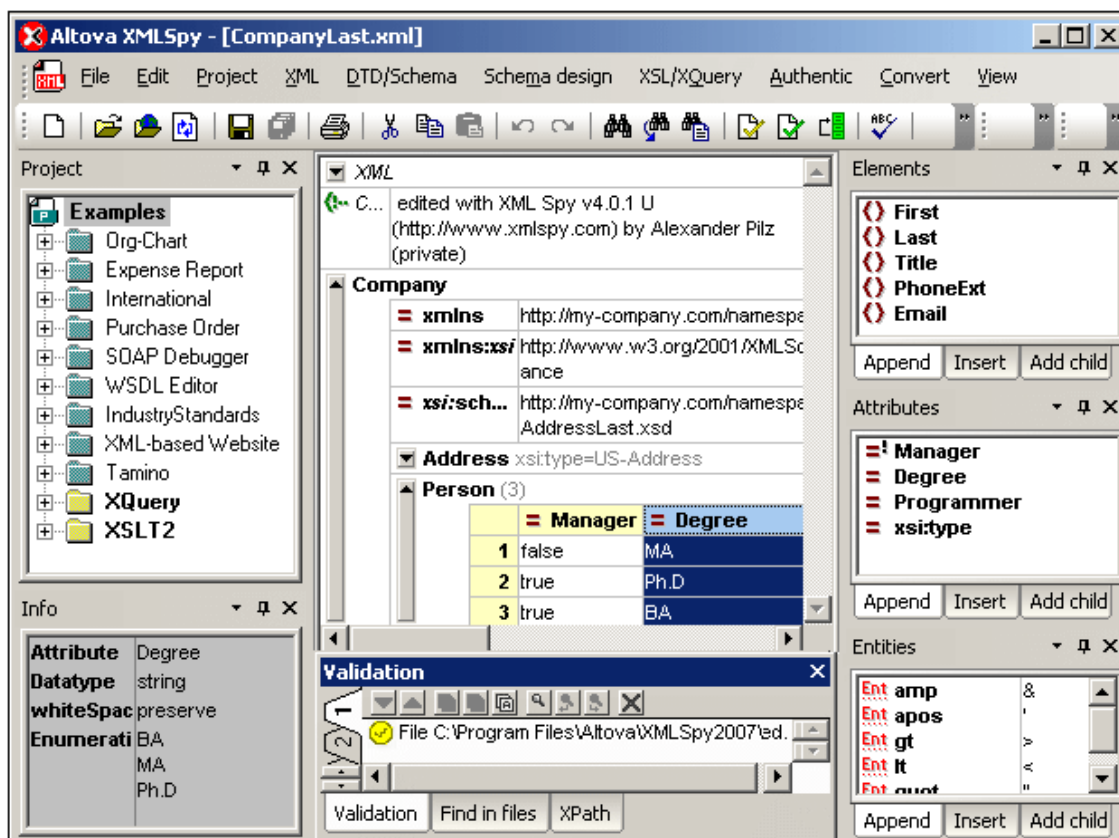 Altova XMLSpy - [CompanyLast.xml]
File Edit Project XML DTD/Schema Schema design XSL/XQuery Authentic Convert View
Project
Examples
Org-Chart
Expense Report
International
Purchase Order
SOAP Debugger
WSDL Editor
IndustryStandards
XML-based Website
Tamino
XQuery
XSLT2
Info
Attribute Degree
Datatype string
whiteSpac preserve
Enumerati BA
MA
Ph.D
XML
C... edited with XML Spy v4.0.1 U
(http://www.xmlspy.com) by Alexander Pilz
(private)
Company
= xmlns http://my-company.com/namespa
= xmlns:xsi http://www.w3.org/2001/XMLSc
ance
= xsi:sch... http://my-company.com/namespa
AddressLast.xsd
Address xsi:type=US-Address
Person (3)
= Manager = Degree
1 false MA
2 true Ph.D
3 true BA
Validation
1
2
File C:\Program Files\Altova\XMLSpy2007\ed.
Validation Find in files XPath
Elements
<> First
<> Last
<> Title
<> PhoneExt
<> Email
Append Insert Add child
Attributes
=! Manager
= Degree
= Programmer
= xsi:type
Append Insert Add child
Entities
Ent amp &
Ent apos '
Ent gt >
Ent lt <
Ent quot "
Append Insert Add child